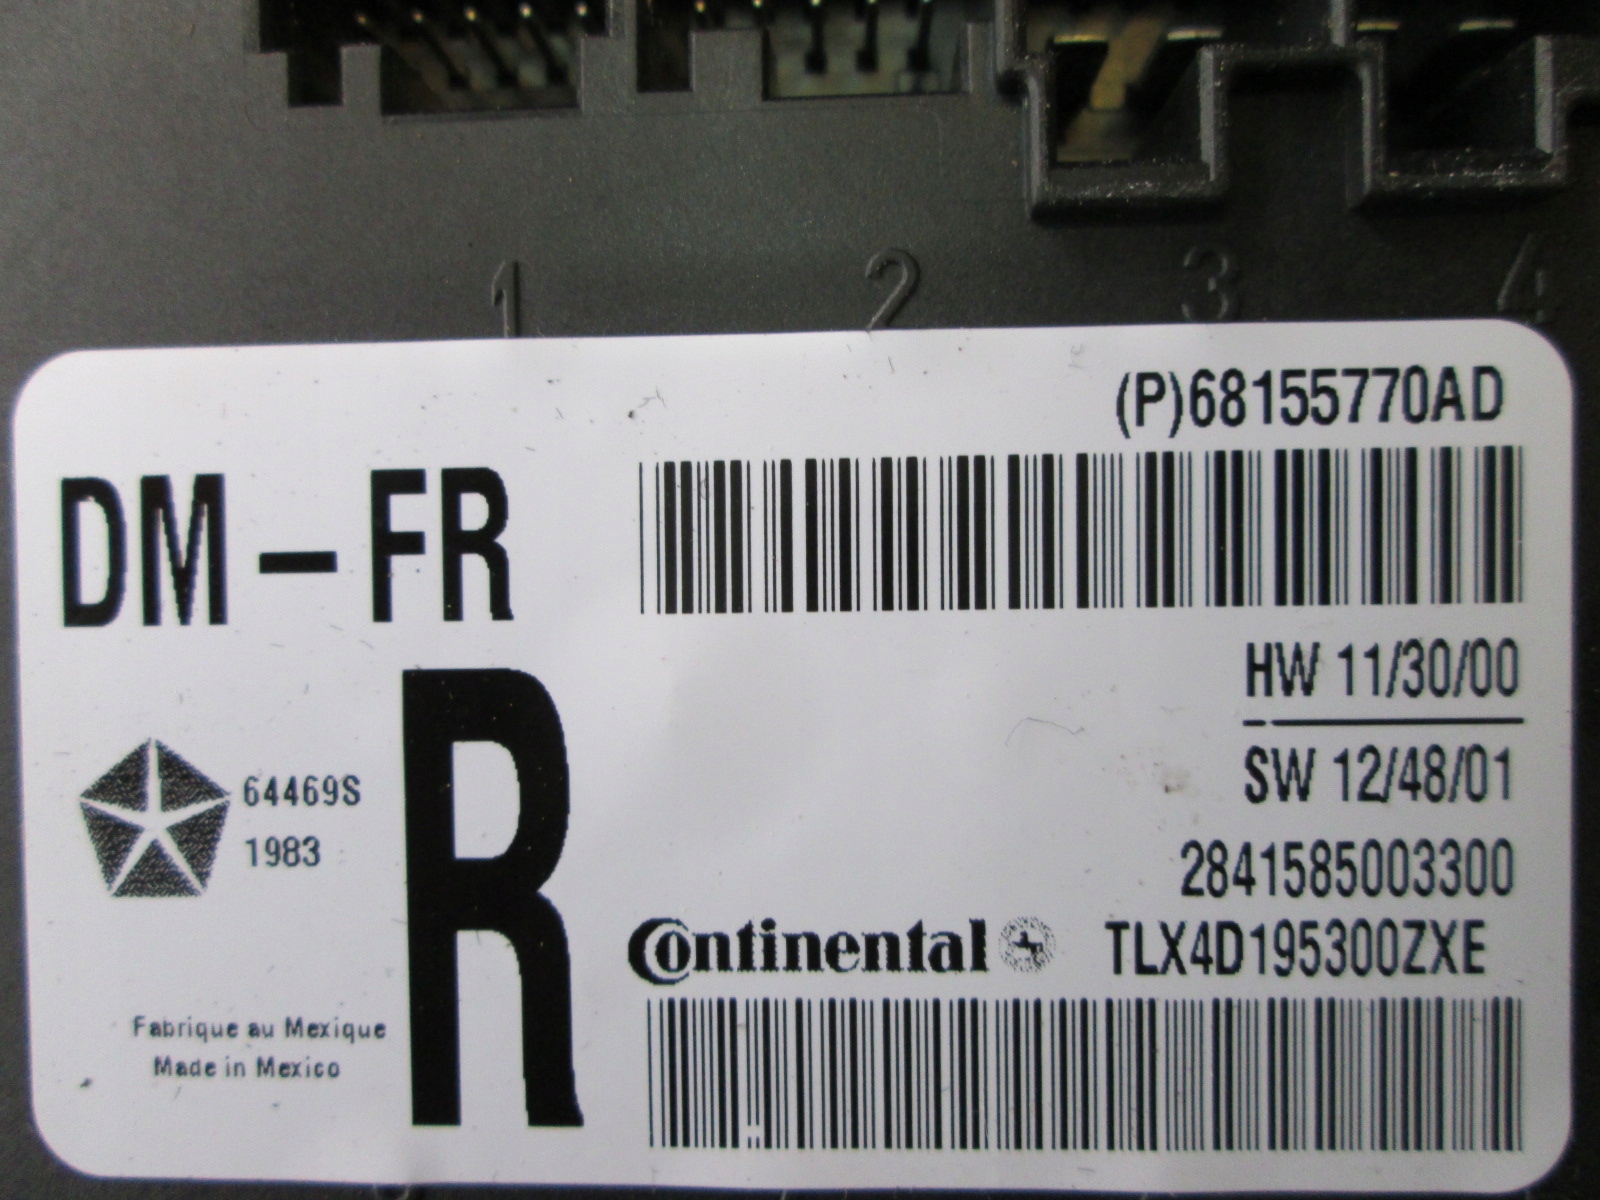 1 2 3 4
(P)68155770AD
DM-FR
HW 11/30/00
SW 12/48/01
64469S
1983
R
2841585003300
Continental
TLX4D195300ZXE
Fabrique au Mexique
Made in Mexico